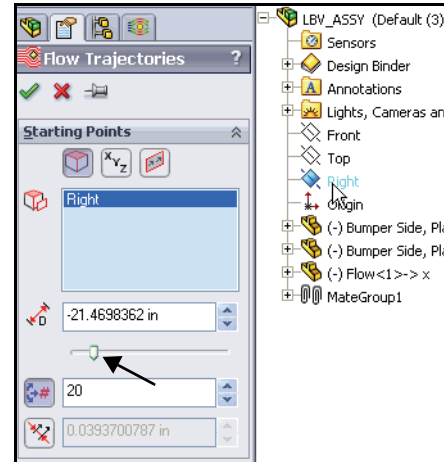 Flow Trajectories ?
Starting Points
X Y Z
Right
D
-21.4698362 in
#
20
0.0393700787 in
LBV_ASSY (Default (3)
Sensors
Design Binder
A
Annotations
Lights, Cameras an
Front
Top
Right
Origin
(-) Bumper Side, Pla
(-) Bumper Side, Pla
(-) Flow<1>-> x
MateGroup1